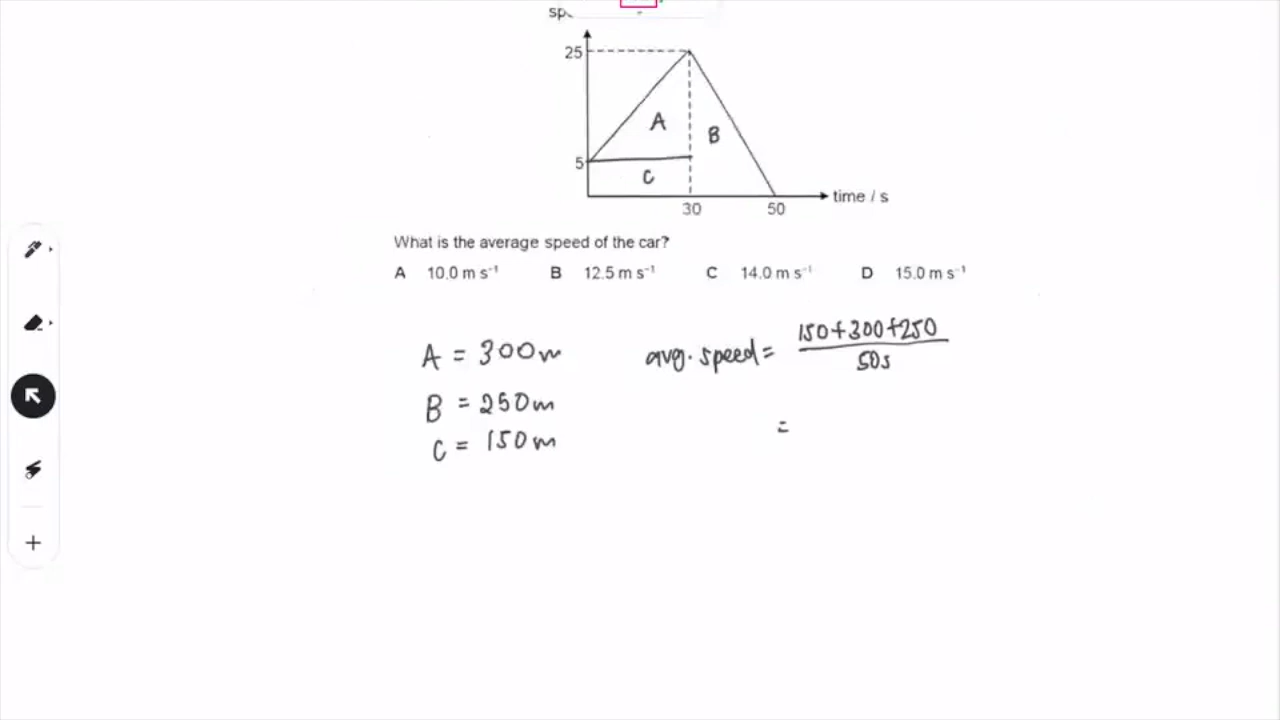 25
A
B
5
C
time / s
30 50
What is the average speed of the car?
A 10.0 m s⁻¹ B 12.5 m s⁻¹ C 14.0 m s⁻¹ D 15.0 m s⁻¹
A = 300m
avg. speed = 150+300+250
50s
B = 250m
=
C = 150m